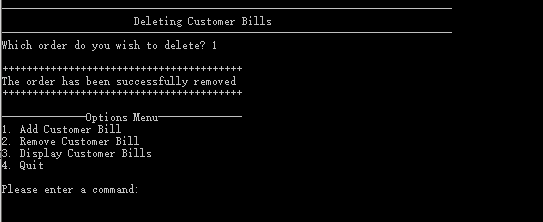 Deleting Customer Bills
Which order do you wish to delete? 1
++++++++++++++++++++++++++++++++++++++++
The order has been successfully removed
++++++++++++++++++++++++++++++++++++++++
Options Menu
1. Add Customer Bill
2. Remove Customer Bill
3. Display Customer Bills
4. Quit
Please enter a command: